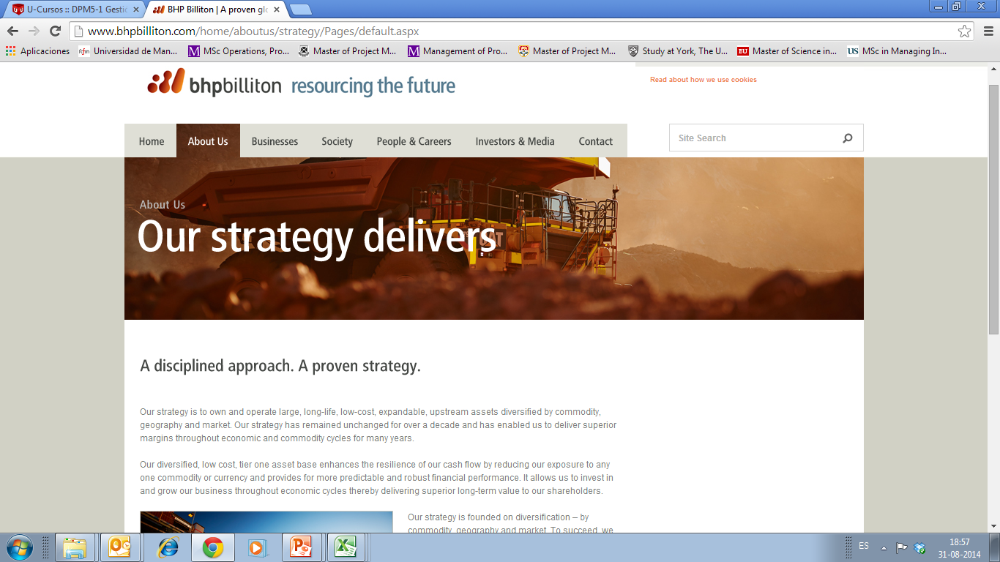 U-Cursos :: DPM5-1 Gestic
BHP Billiton | A proven glo
www.bhpbilliton.com/home/aboutus/strategy/Pages/default.aspx
Aplicaciones
Universidad de Man...
MSc Operations, Pro...
Master of Project M...
Management of Pro...
Master of Project M...
Study at York, The U...
BU Master of Science in...
US MSc in Managing In...
bhpbilliton resourcing the future
Read about how we use cookies
Home
About Us
Businesses
Society
People & Careers
Investors & Media
Contact
Site Search
About Us
Our strategy delivers
A disciplined approach. A proven strategy.
Our strategy is to own and operate large, long-life, low-cost, expandable, upstream assets diversified by commodity,
geography and market. Our strategy has remained unchanged for over a decade and has enabled us to deliver superior
margins throughout economic and commodity cycles for many years.
Our diversified, low cost, tier one asset base enhances the resilience of our cash flow by reducing our exposure to any
one commodity or currency and provides for more predictable and robust financial performance. It allows us to invest in
and grow our business throughout economic cycles thereby delivering superior long-term value to our shareholders.
Our strategy is founded on diversification – by
commodity, geography and market. To succeed, we
ES
18:57
31-08-2014